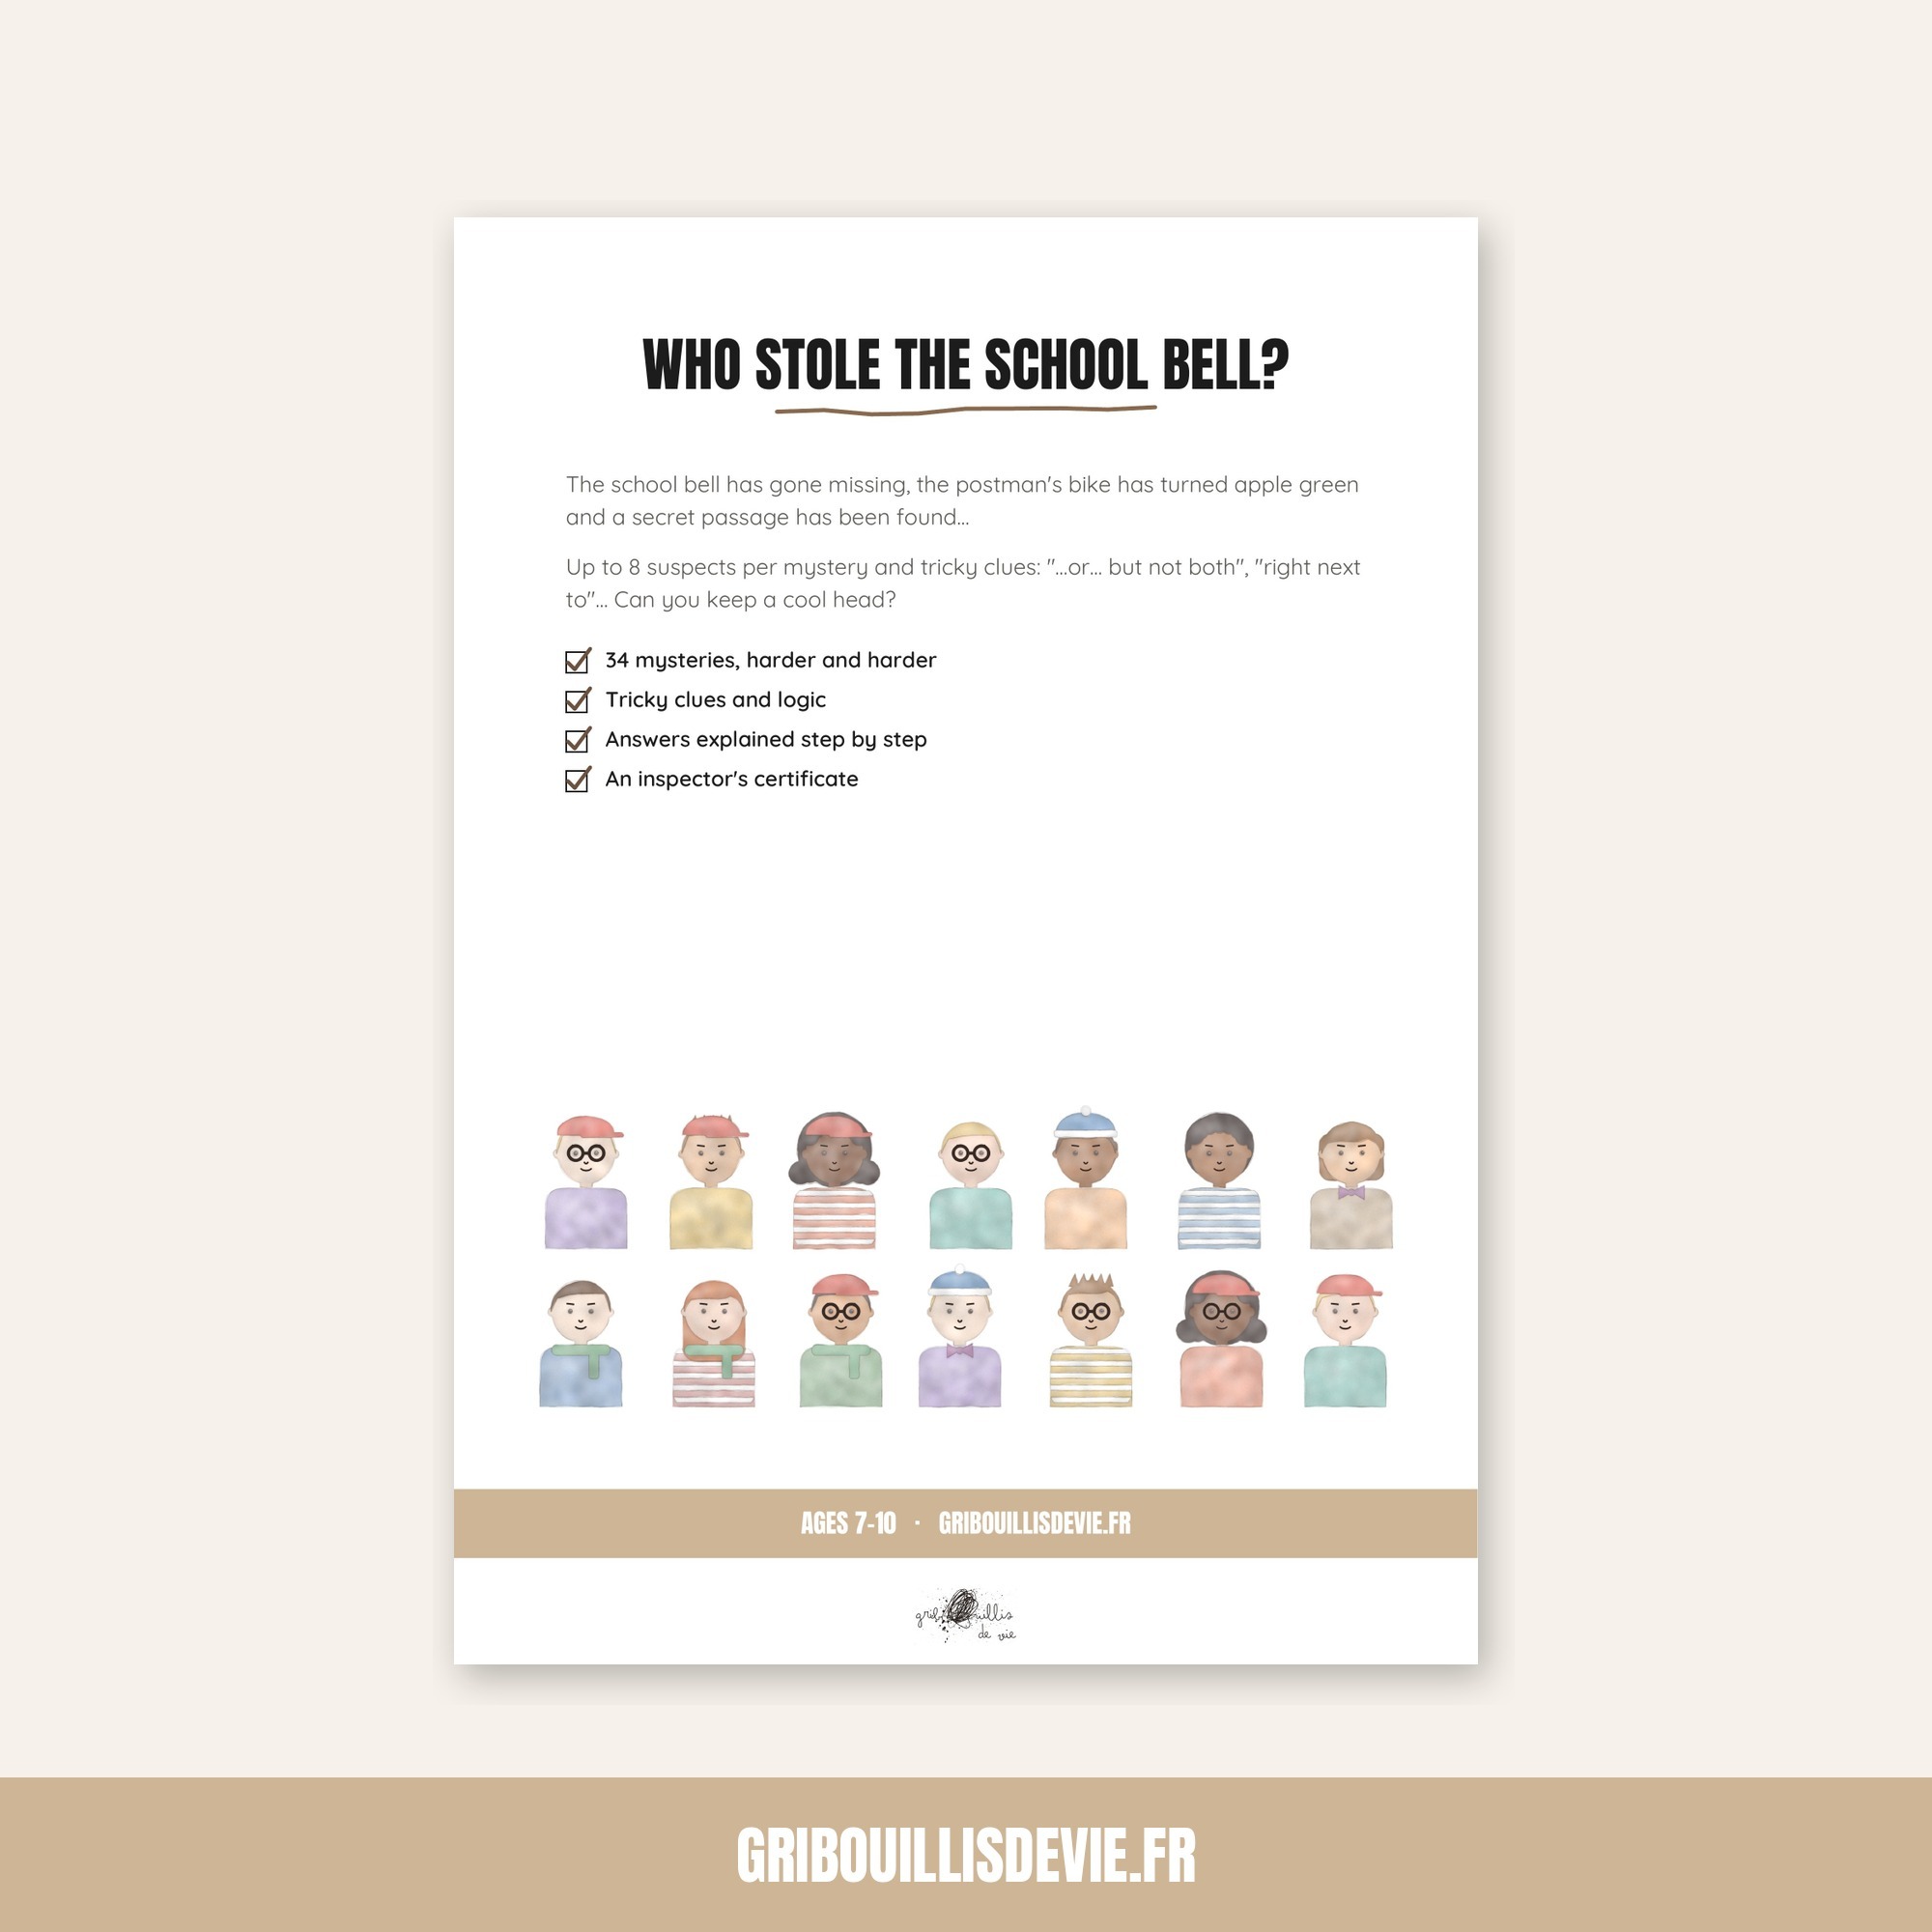 WHO STOLE THE SCHOOL BELL?
The school bell has gone missing, the postman's bike has turned apple green
and a secret passage has been found...
Up to 8 suspects per mystery and tricky clues: "...or... but not both", "right next
to"... Can you keep a cool head?
34 mysteries, harder and harder
Tricky clues and logic
Answers explained step by step
An inspector's certificate
AGES 7-10 · GRIBOUILLISDEVIE.FR
de vie
GRIBOUILLISDEVIE.FR